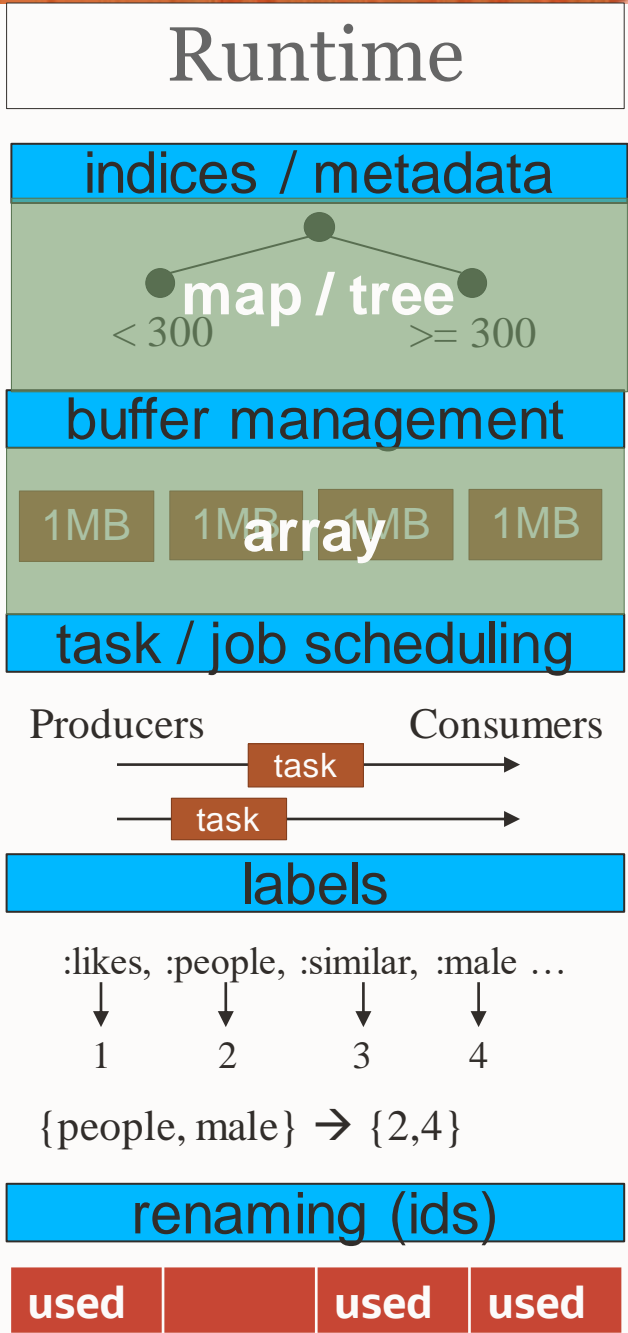 Runtime
indices / metadata
map / tree
< 300 >= 300
buffer management
1MB 1MB 1MB 1MB
array
task / job scheduling
Producers Consumers
task
task
labels
:likes, :people, :similar, :male …
1 2 3 4
{people, male} → {2,4}
renaming (ids)
used used used